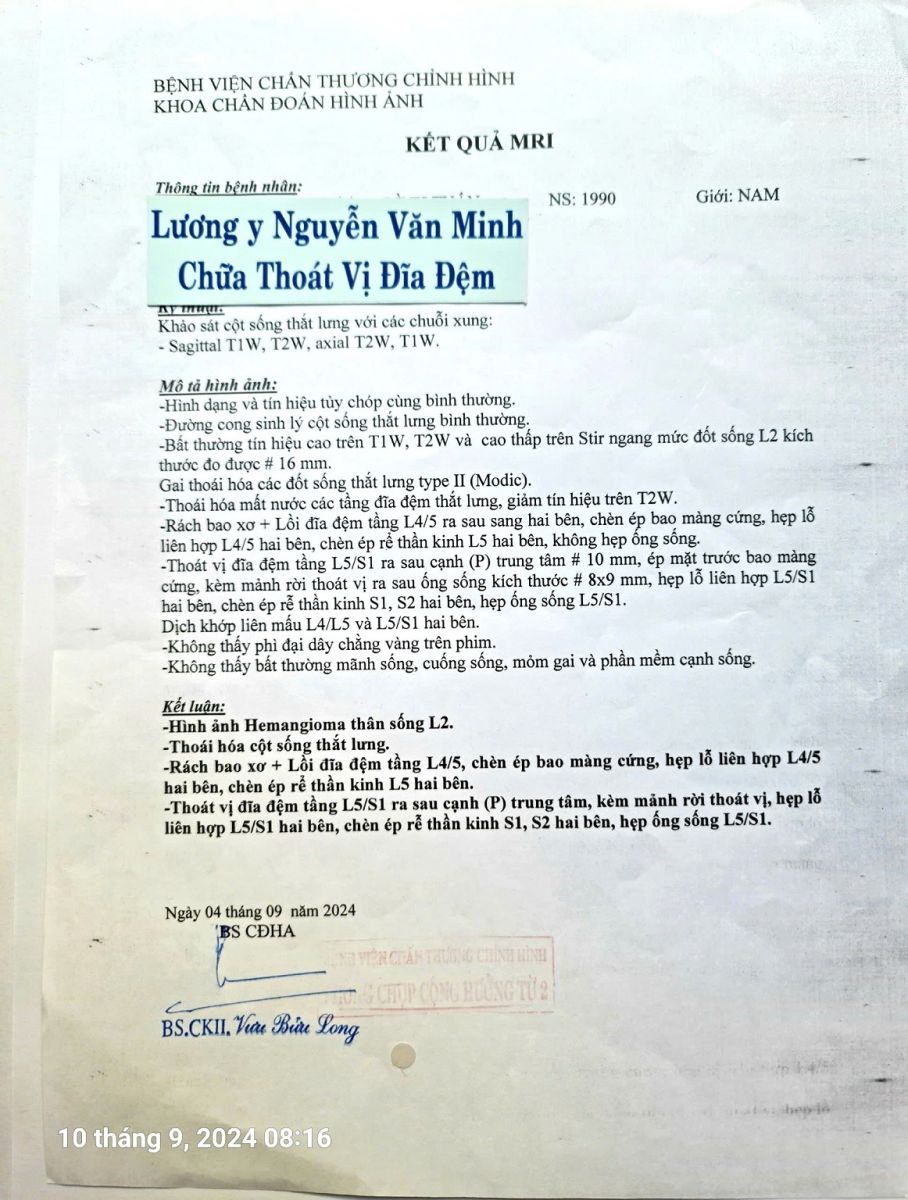 BỆNH VIỆN CHẤN THƯƠNG CHỈNH HÌNH
KHOA CHẨN ĐOÁN HÌNH ẢNH
KẾT QUẢ MRI
Thông tin bệnh nhân:
NS: 1990 Giới: NAM
Lương y Nguyễn Văn Minh
Chữa Thoát Vị Đĩa Đệm
Kỹ thuật:
Khảo sát cột sống thắt lưng với các chuỗi xung:
- Sagittal T1W, T2W, axial T2W, T1W.
Mô tả hình ảnh:
-Hình dạng và tín hiệu tủy chóp cùng bình thường.
-Đường cong sinh lý cột sống thắt lưng bình thường.
-Bất thường tín hiệu cao trên T1W, T2W và cao thấp trên Stir ngang mức đốt sống L2 kích
thước đo được # 16 mm.
Gai thoái hóa các đốt sống thắt lưng type II (Modic).
-Thoái hóa mất nước các tầng đĩa đệm thắt lưng, giảm tín hiệu trên T2W.
-Rách bao xơ + Lồi đĩa đệm tầng L4/5 ra sau sang hai bên, chèn ép bao màng cứng, hẹp lỗ
liên hợp L4/5 hai bên, chèn ép rể thần kinh L5 hai bên, không hẹp ống sống.
-Thoát vị đĩa đệm tầng L5/S1 ra sau cạnh (P) trung tâm # 10 mm, ép mặt trước bao màng
cứng, kèm mảnh rời thoát vị ra sau ống sống kích thước # 8x9 mm, hẹp lỗ liên hợp L5/S1
hai bên, chèn ép rễ thần kinh S1, S2 hai bên, hẹp ống sống L5/S1.
Dịch khớp liên mấu L4/L5 và L5/S1 hai bên.
-Không thấy phì đại dây chằng vàng trên phim.
-Không thấy bất thường mãnh sống, cuống sống, mỏm gai và phần mềm cạnh sống.
Kết luận:
-Hình ảnh Hemangioma thân sống L2.
-Thoái hóa cột sống thắt lưng.
-Rách bao xơ + Lồi đĩa đệm tầng L4/5, chèn ép bao màng cứng, hẹp lỗ liên hợp L4/5
hai bên, chèn ép rể thần kinh L5 hai bên.
-Thoát vị đĩa đệm tầng L5/S1 ra sau cạnh (P) trung tâm, kèm mảnh rời thoát vị, hẹp lỗ
liên hợp L5/S1 hai bên, chèn ép rễ thần kinh S1, S2 hai bên, hẹp ống sống L5/S1.
Ngày 04 tháng 09 năm 2024
BS CĐHA
VIỆN CHẤN THƯƠNG CHỈNH HÌNH
CHỤP CỘNG HƯỞNG TỪ 2
BS.CKII. Vưu Bửu Long
10 tháng 9, 2024 08:16